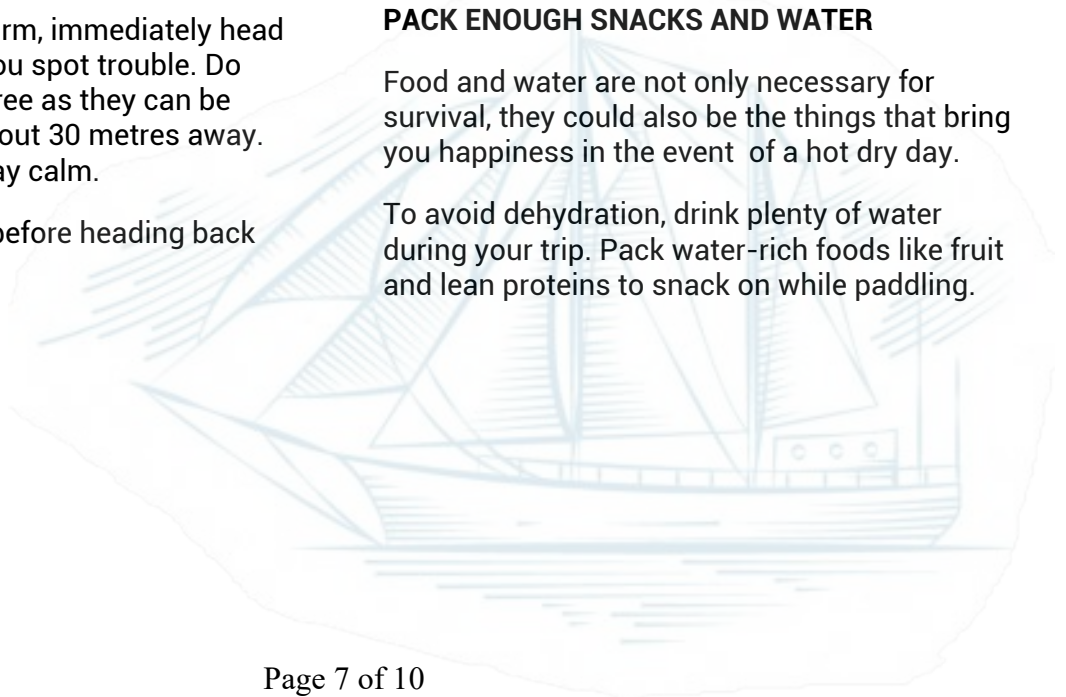 rm, immediately head
ou spot trouble. Do
ree as they can be
out 30 metres away.
ay calm.
before heading back
PACK ENOUGH SNACKS AND WATER
Food and water are not only necessary for
survival, they could also be the things that bring
you happiness in the event  of a hot dry day.
To avoid dehydration, drink plenty of water
during your trip. Pack water-rich foods like fruit
and lean proteins to snack on while paddling.
Page 7 of 10